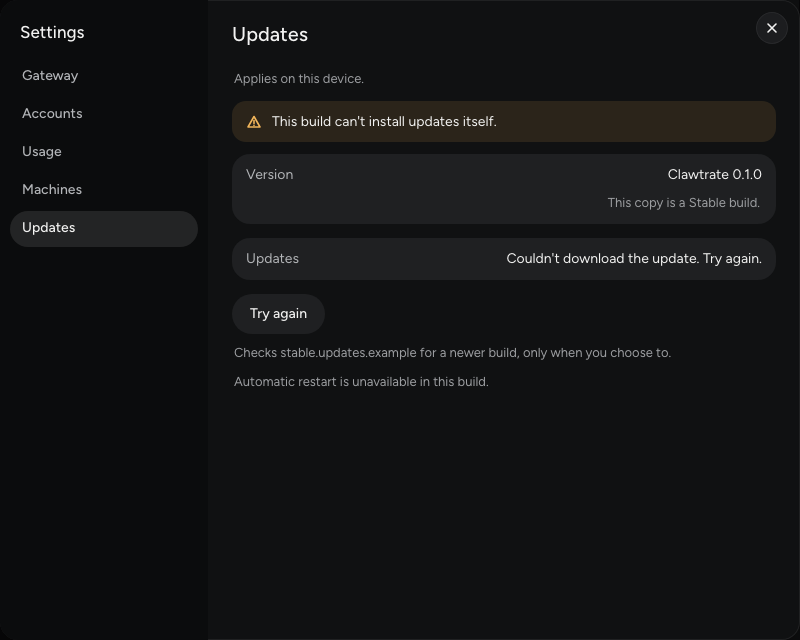 Settings
Gateway
Accounts
Usage
Machines
Updates
Updates
Applies on this device.
This build can't install updates itself.
Version
Clawtrate 0.1.0
This copy is a Stable build.
Updates
Couldn't download the update. Try again.
Try again
Checks stable.updates.example for a newer build, only when you choose to.
Automatic restart is unavailable in this build.